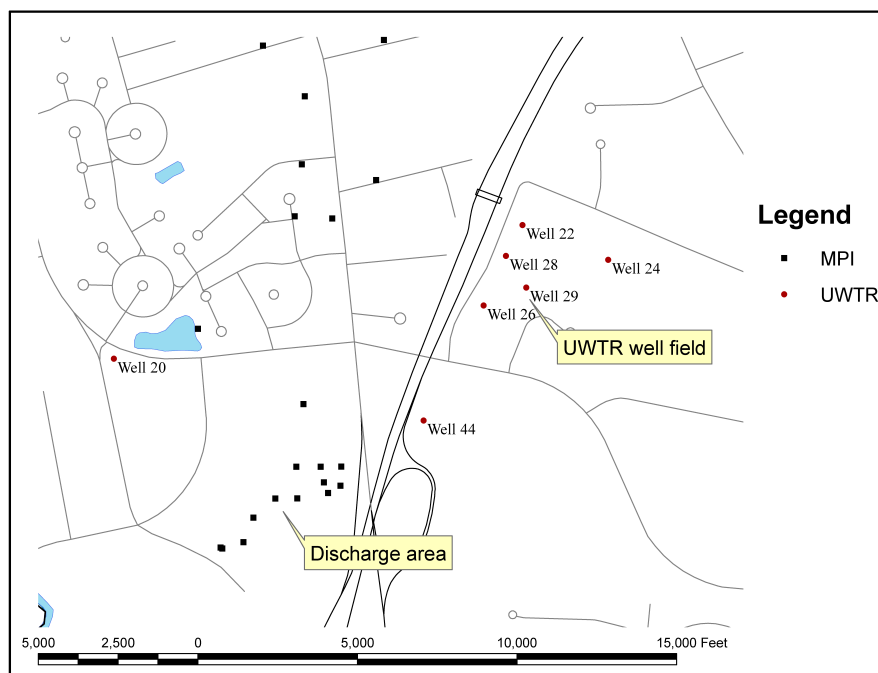 Legend
MPI
UWTR
Well 22
Well 28
Well 24
Well 29
Well 26
UWTR well field
Well 20
Well 44
Discharge area
5,000 2,500 0 5,000 10,000 15,000 Feet